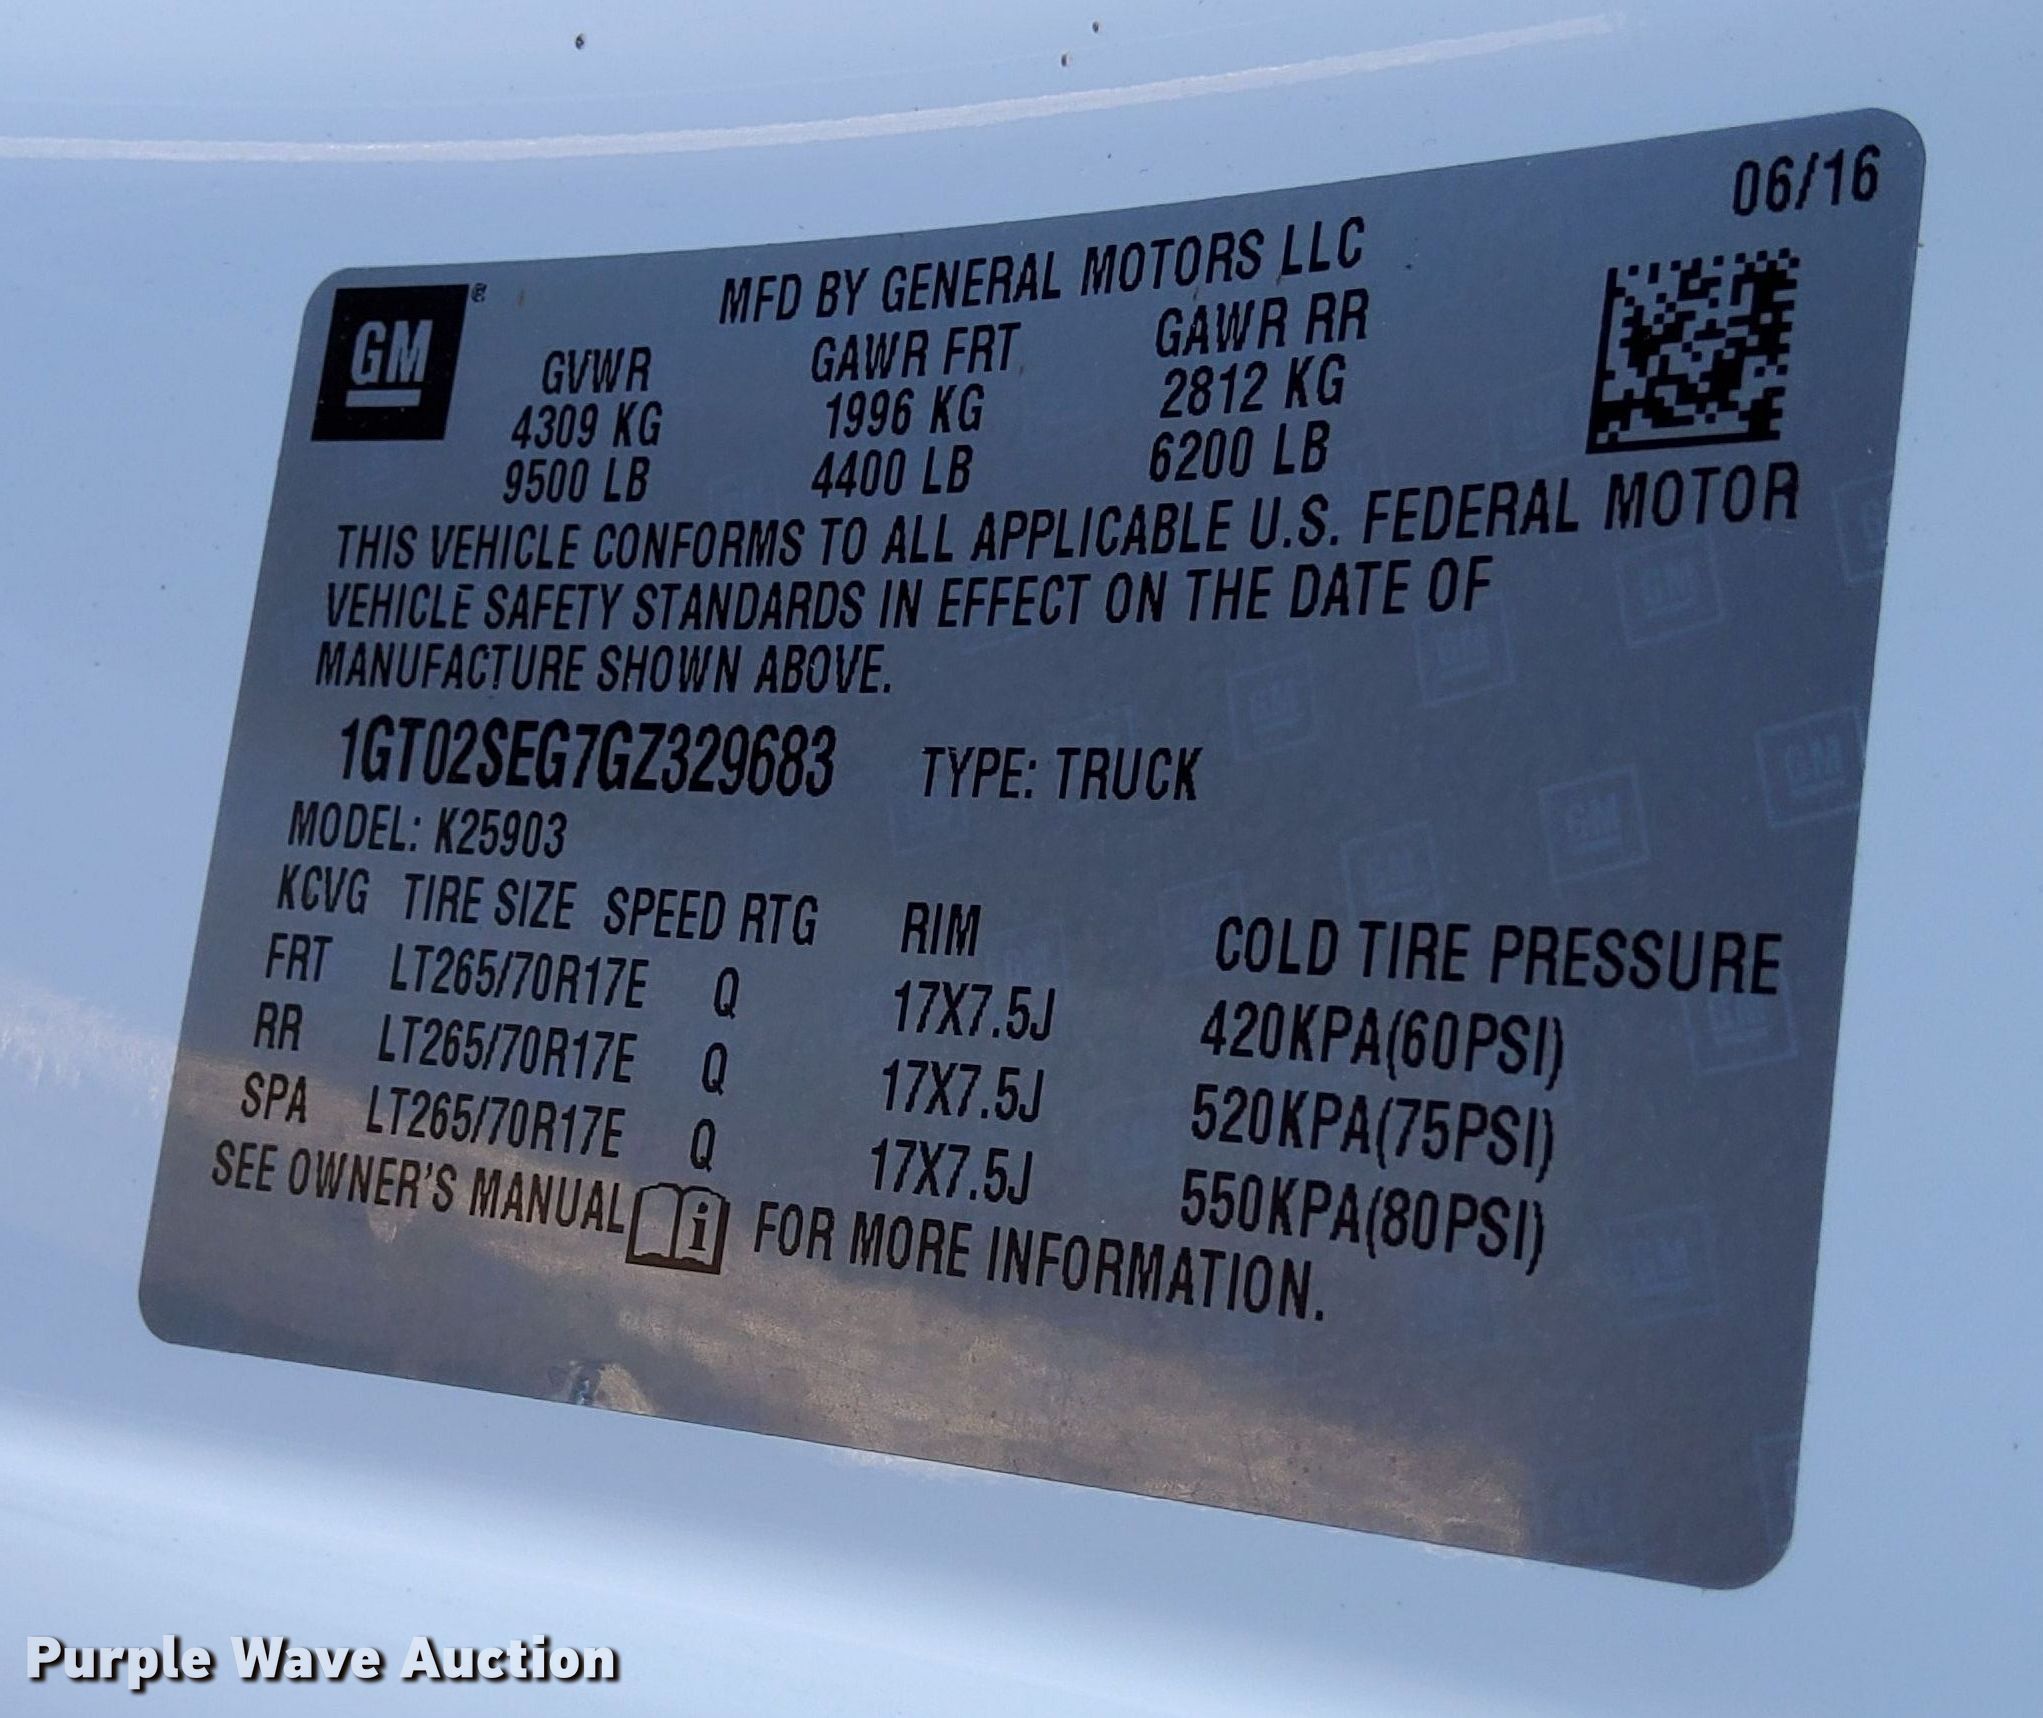 06/16
GM®
MFD BY GENERAL MOTORS LLC
GVWR GAWR FRT GAWR RR
4309 KG 1996 KG 2812 KG
9500 LB 4400 LB 6200 LB
THIS VEHICLE CONFORMS TO ALL APPLICABLE U.S. FEDERAL MOTOR
VEHICLE SAFETY STANDARDS IN EFFECT ON THE DATE OF
MANUFACTURE SHOWN ABOVE.
1GT02SEG7GZ329683 TYPE: TRUCK
MODEL: K25903
KCVG TIRE SIZE SPEED RTG RIM COLD TIRE PRESSURE
FRT LT265/70R17E Q 17X7.5J 420KPA(60PSI)
RR LT265/70R17E Q 17X7.5J 520KPA(75PSI)
SPA LT265/70R17E Q 17X7.5J 550KPA(80PSI)
SEE OWNER'S MANUAL i FOR MORE INFORMATION.
Purple Wave Auction